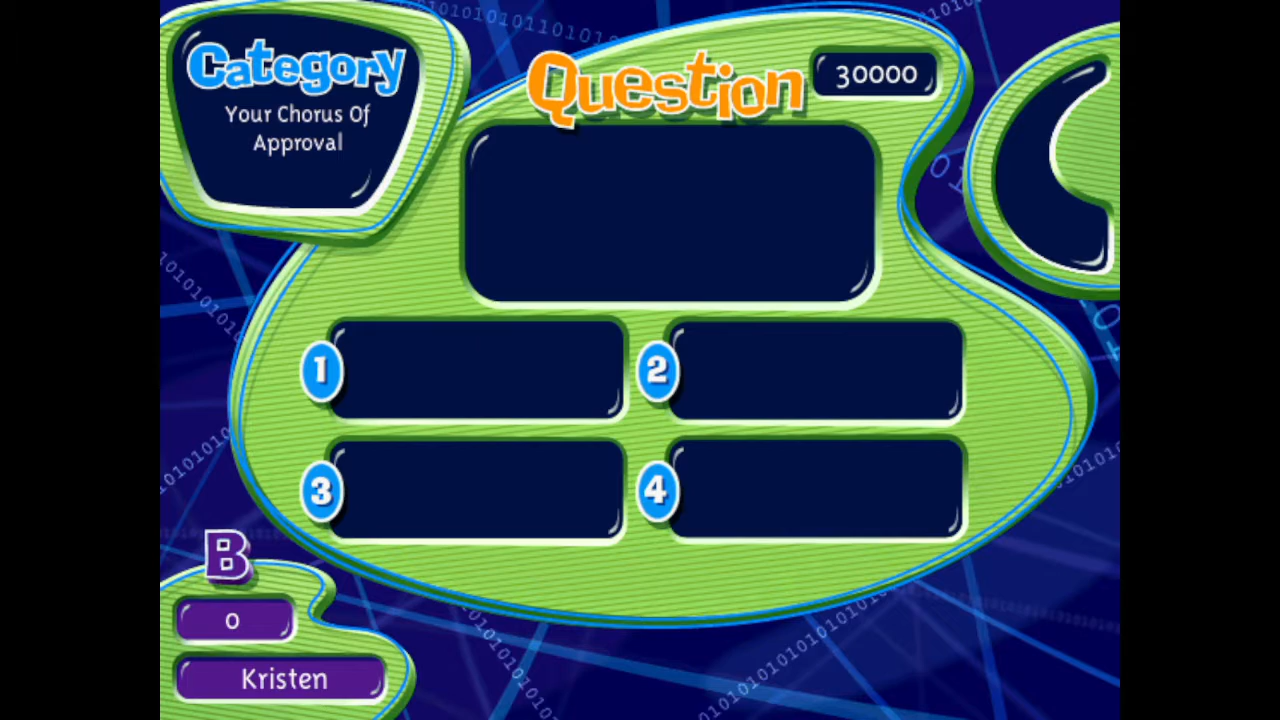 Category
Your Chorus Of
Approval
Question
30000
1
2
3
4
B
0
Kristen